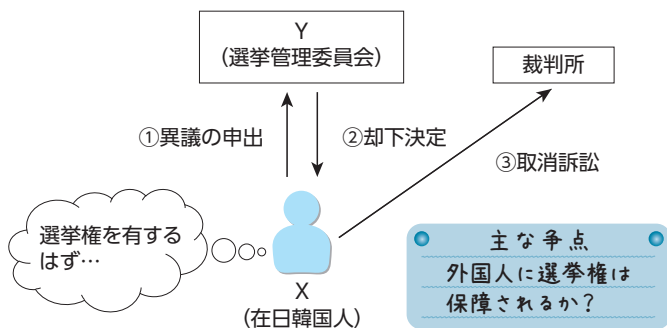 Y
（選挙管理委員会）
裁判所
①異議の申出
②却下決定
③取消訴訟
選挙権を有する
はず…
X
（在日韓国人）
主な争点
外国人に選挙権は
保障されるか？